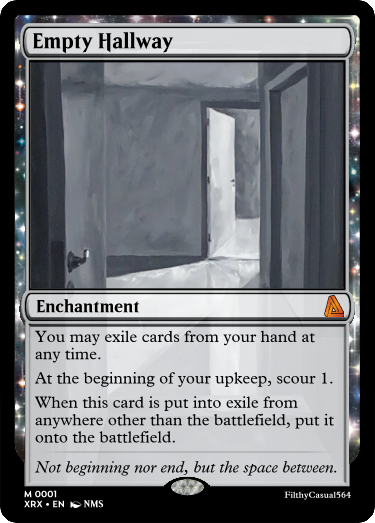 Empty Hallway
Enchantment
You may exile cards from your hand at
any time.
At the beginning of your upkeep, scour 1.
When this card is put into exile from
anywhere other than the battlefield, put it
onto the battlefield.
Not beginning nor end, but the space between.
M 0001
XRX • EN NMS
FilthyCasual564